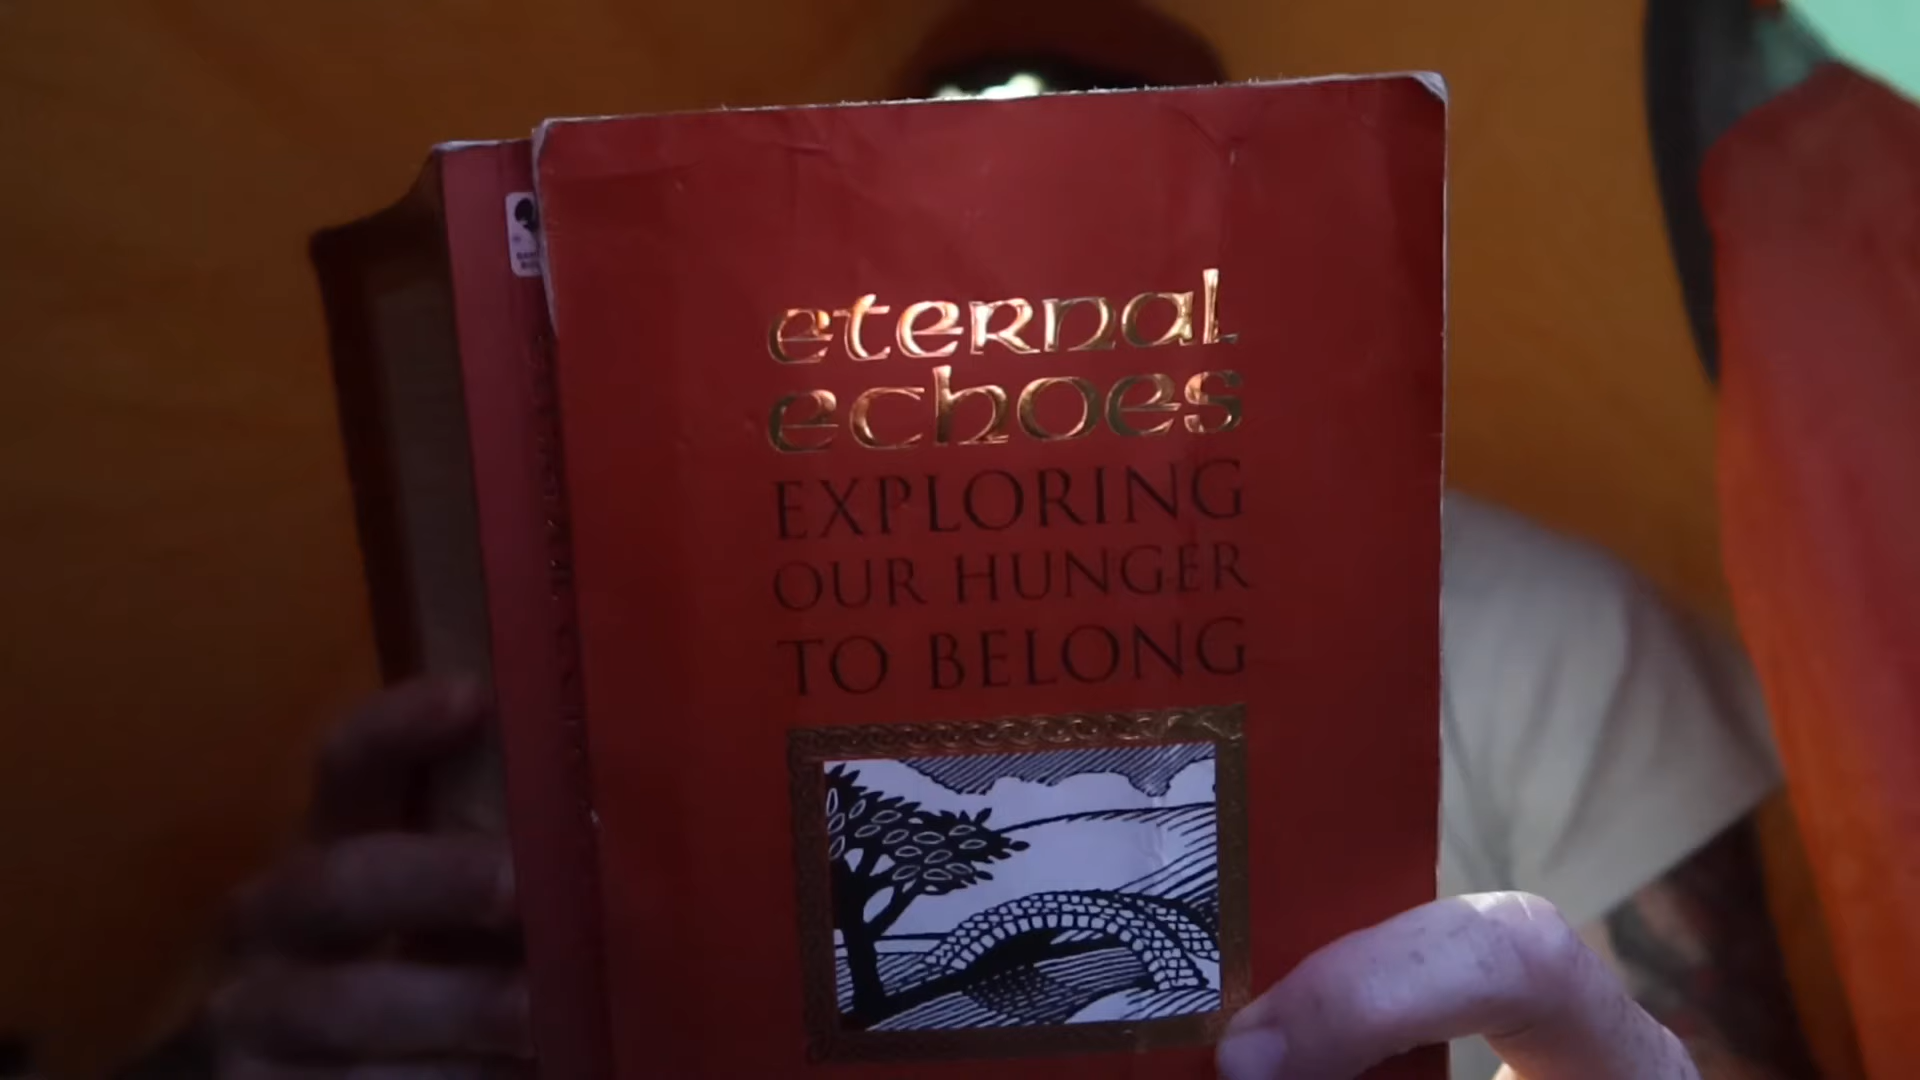 eternal
echoes
EXPLORING
OUR HUNGER
TO BELONG